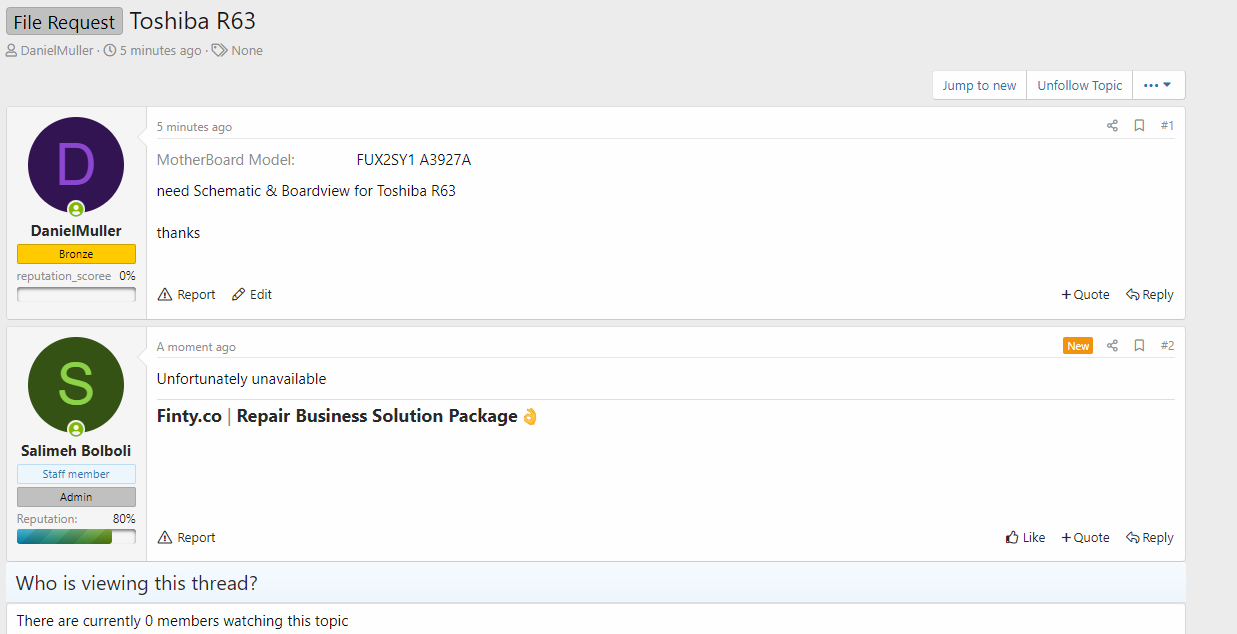 File Request Toshiba R63
DanielMuller · 5 minutes ago · None
Jump to new Unfollow Topic •••
D
DanielMuller
Bronze
reputation_scoree 0%
5 minutes ago #1
MotherBoard Model: FUX2SY1 A3927A
need Schematic & Boardview for Toshiba R63
thanks
Report Edit +Quote Reply
S
Salimeh Bolboli
Staff member
Admin
Reputation: 80%
A moment ago New #2
Unfortunately unavailable
Finty.co | Repair Business Solution Package 👌
Report Like +Quote Reply
Who is viewing this thread?
There are currently 0 members watching this topic